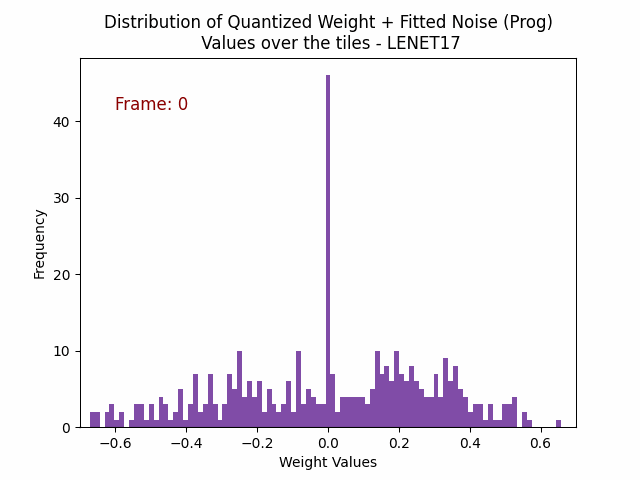 Distribution of Quantized Weight + Fitted Noise (Prog)
Values over the tiles - LENET17
Frame: 0
Frequency
40
30
20
10
0
−0.6 −0.4 −0.2 0.0 0.2 0.4 0.6
Weight Values